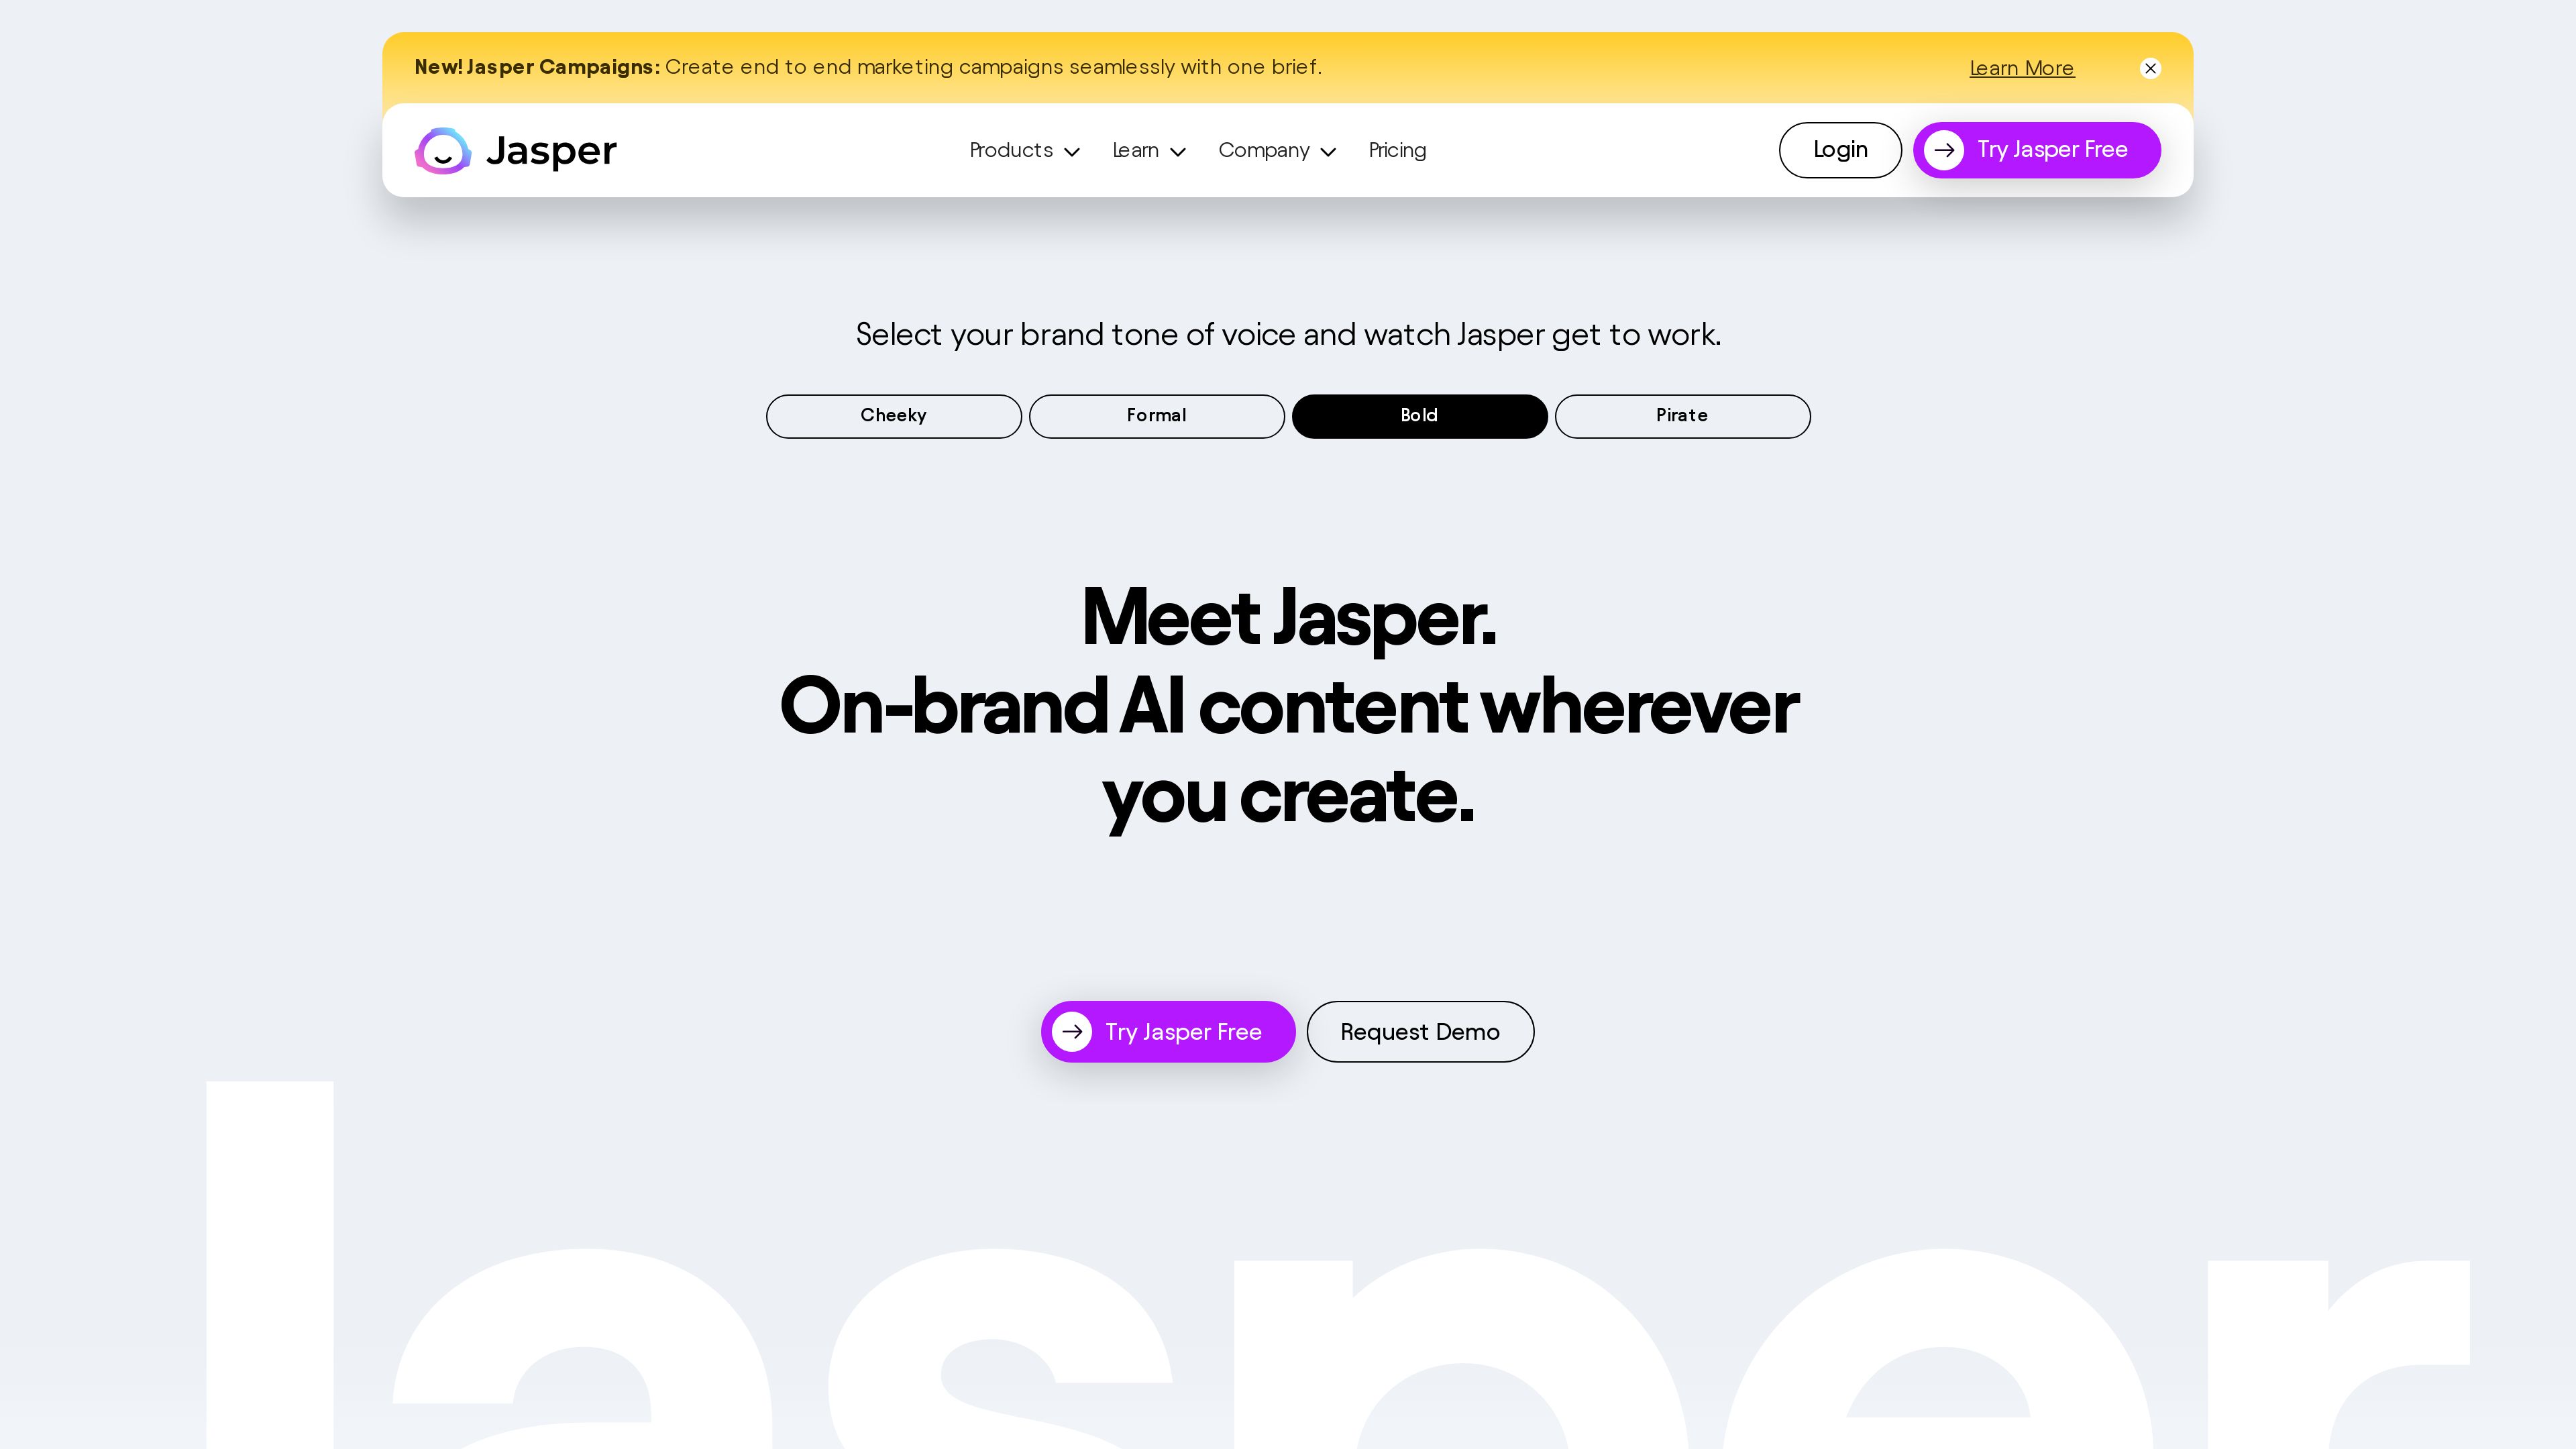 New! Jasper Campaigns: Create end to end marketing campaigns seamlessly with one brief.
Learn More
Jasper
Products
Learn
Company
Pricing
Login
Try Jasper Free
Select your brand tone of voice and watch Jasper get to work.
Cheeky
Formal
Bold
Pirate
Meet Jasper.
On-brand AI content wherever
you create.
Try Jasper Free
Request Demo
Jasper